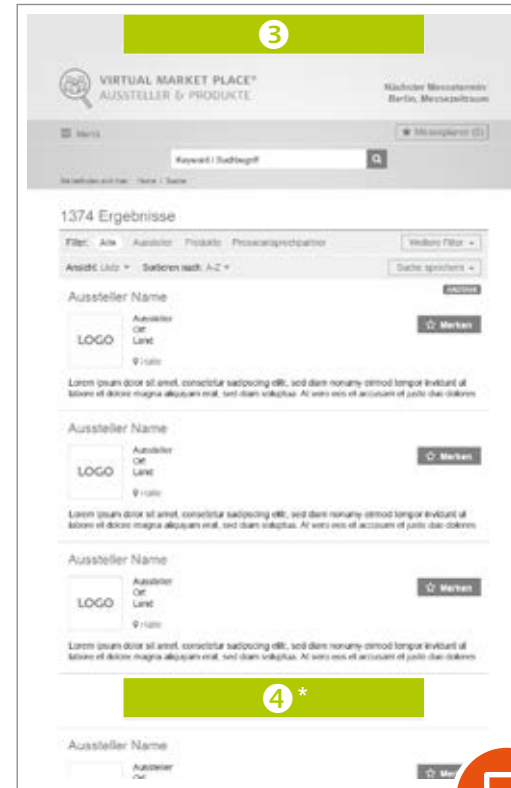 3
VIRTUAL MARKET PLACE®
AUSSTELLER & PRODUKTE
Nächster Messetermin:
Berlin, Messezeitraum
Menü
Merkzettel (0)
Keyword / Suchbegriff
Sie befinden sich hier: Home / Suche
1374 Ergebnisse
Filter: Alle Aussteller Produkte Presseansprechpartner Weitere Filter
Ansicht: Liste Sortieren nach: A-Z Suche speichern
ANZEIGE
Aussteller Name
Aussteller
Ort
Land
LOGO
Merken
Halle
Lorem ipsum dolor sit amet, consetetur sadipscing elitr, sed diam nonumy eirmod tempor invidunt ut
labore et dolore magna aliquyam erat, sed diam voluptua. At vero eos et accusam et justo duo dolores
Aussteller Name
Aussteller
Ort
Land
LOGO
Merken
Halle
Lorem ipsum dolor sit amet, consetetur sadipscing elitr, sed diam nonumy eirmod tempor invidunt ut
labore et dolore magna aliquyam erat, sed diam voluptua. At vero eos et accusam et justo duo dolores
Aussteller Name
Aussteller
Ort
Land
LOGO
Merken
Halle
Lorem ipsum dolor sit amet, consetetur sadipscing elitr, sed diam nonumy eirmod tempor invidunt ut
labore et dolore magna aliquyam erat, sed diam voluptua. At vero eos et accusam et justo duo dolores
4*
Aussteller Name
Aussteller
Ort